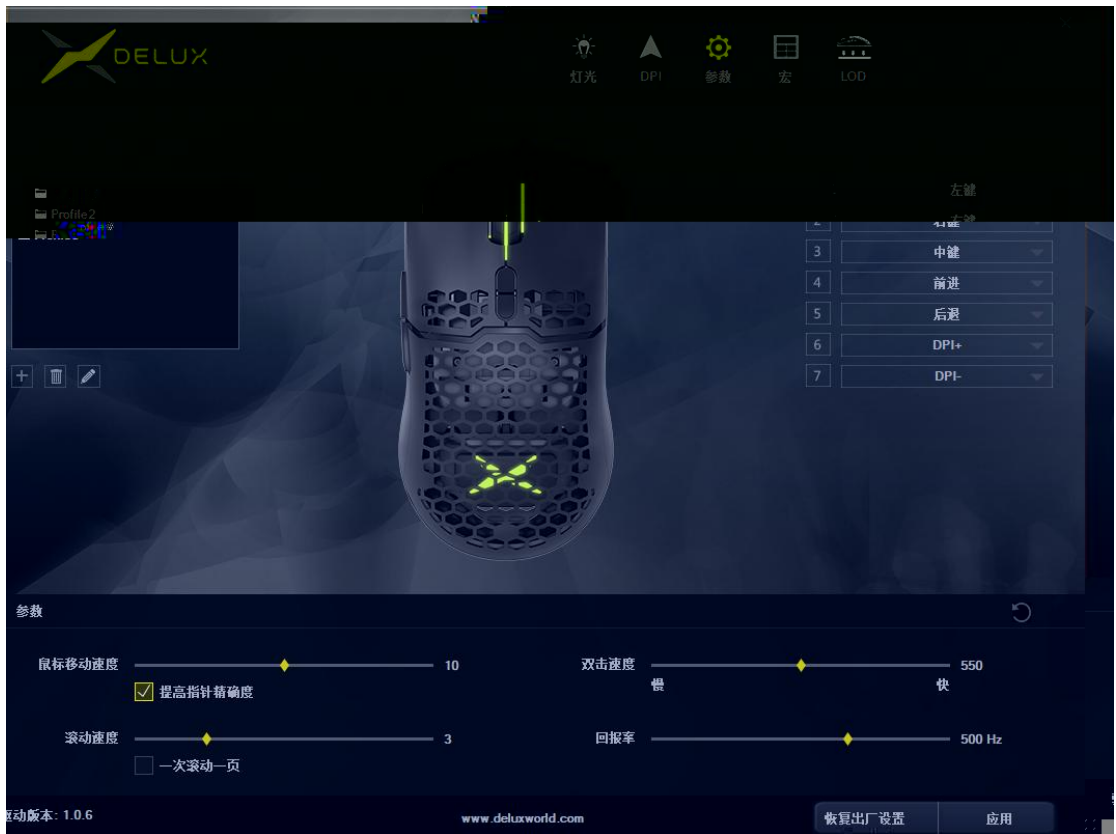 DELUX
灯光 DPI 参数 宏 LOD
左键
Profile2
2 右键
3 中键
4 前进
5 后退
6 DPI+
7 DPI-
参数
鼠标移动速度 10 双击速度 550
提高指针精确度 慢 快
滚动速度 3 回报率 500 Hz
一次滚动一页
驱动版本: 1.0.6 www.deluxworld.com 恢复出厂设置 应用